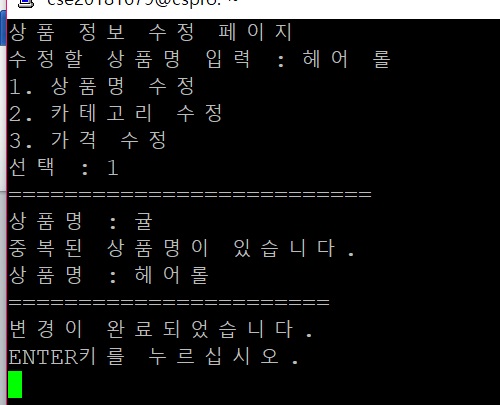 상품 정보 수정 페이지
수정할 상품명 입력 : 헤어 롤
1. 상품명 수정
2. 카테고리 수정
3. 가격 수정
선택 : 1
==========================
상품명 : 귤
중복된 상품명이 있습니다.
상품명 : 헤어롤
=======================
변경이 완료되었습니다.
ENTER키를 누르십시오.